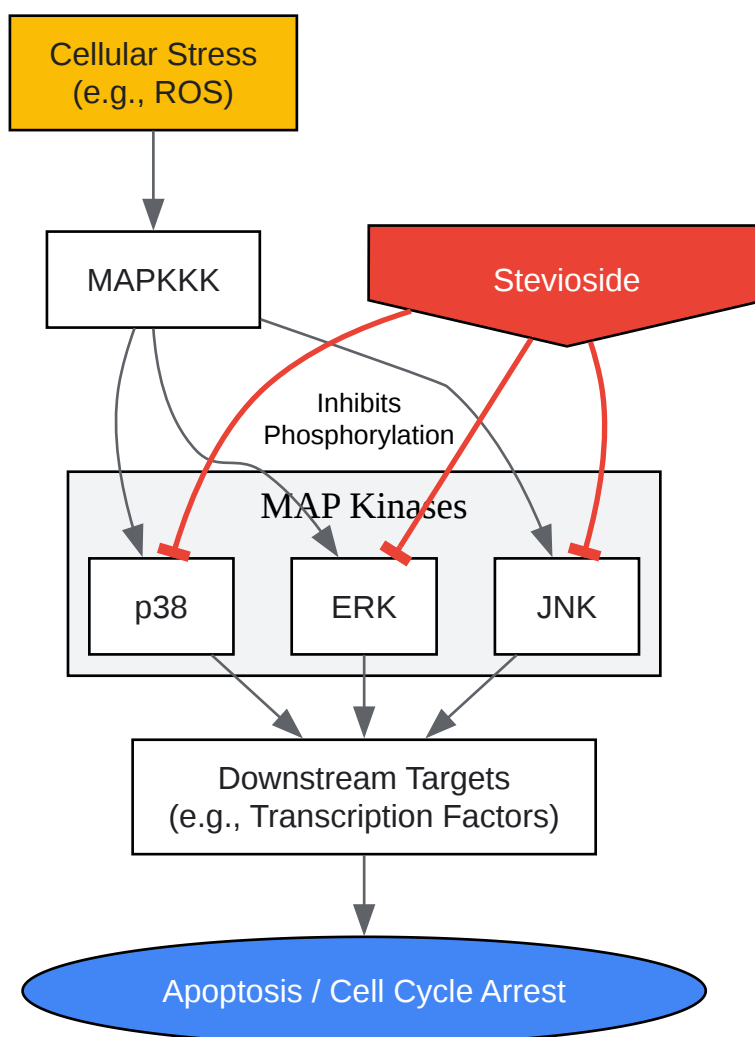 Cellular Stress
(e.g., ROS)
MAPKKK
Stevioside
Inhibits
Phosphorylation
MAP Kinases
p38
ERK
JNK
Downstream Targets
(e.g., Transcription Factors)
Apoptosis / Cell Cycle Arrest